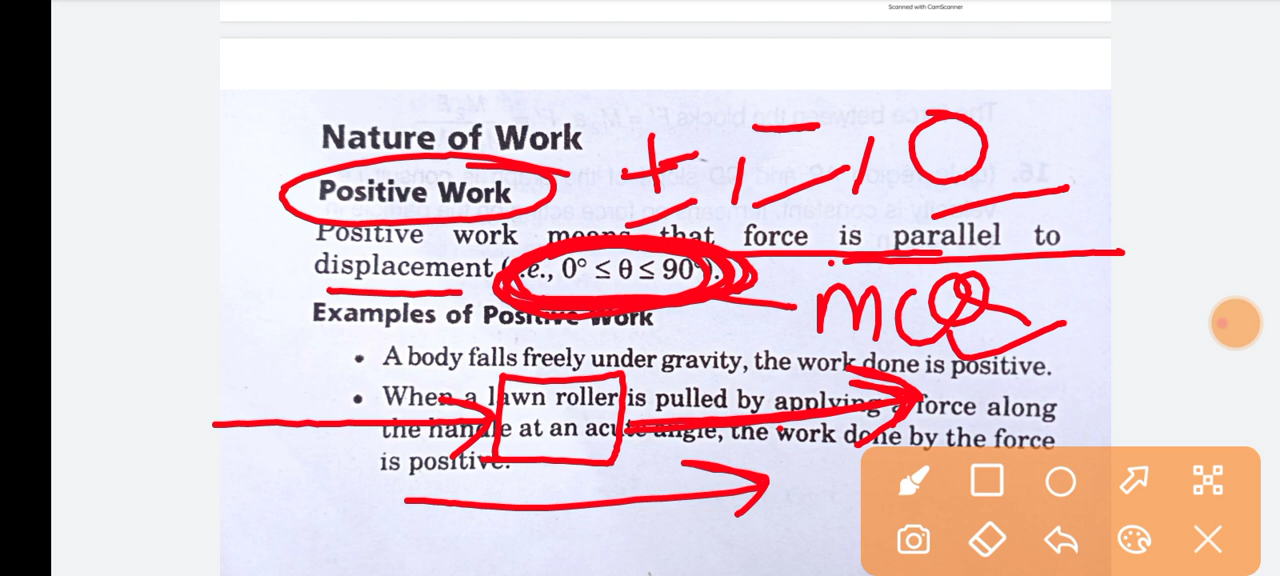 Scanned with CamScanner
Nature of Work
+, -, 0
Positive Work
Positive work means that force is parallel to
displacement (i.e., 0° ≤ θ ≤ 90°).
MCQ
Examples of Positive Work
• A body falls freely under gravity, the work done is positive.
• When a lawn roller is pulled by applying a force along
the handle at an acute angle, the work done by the force
is positive.